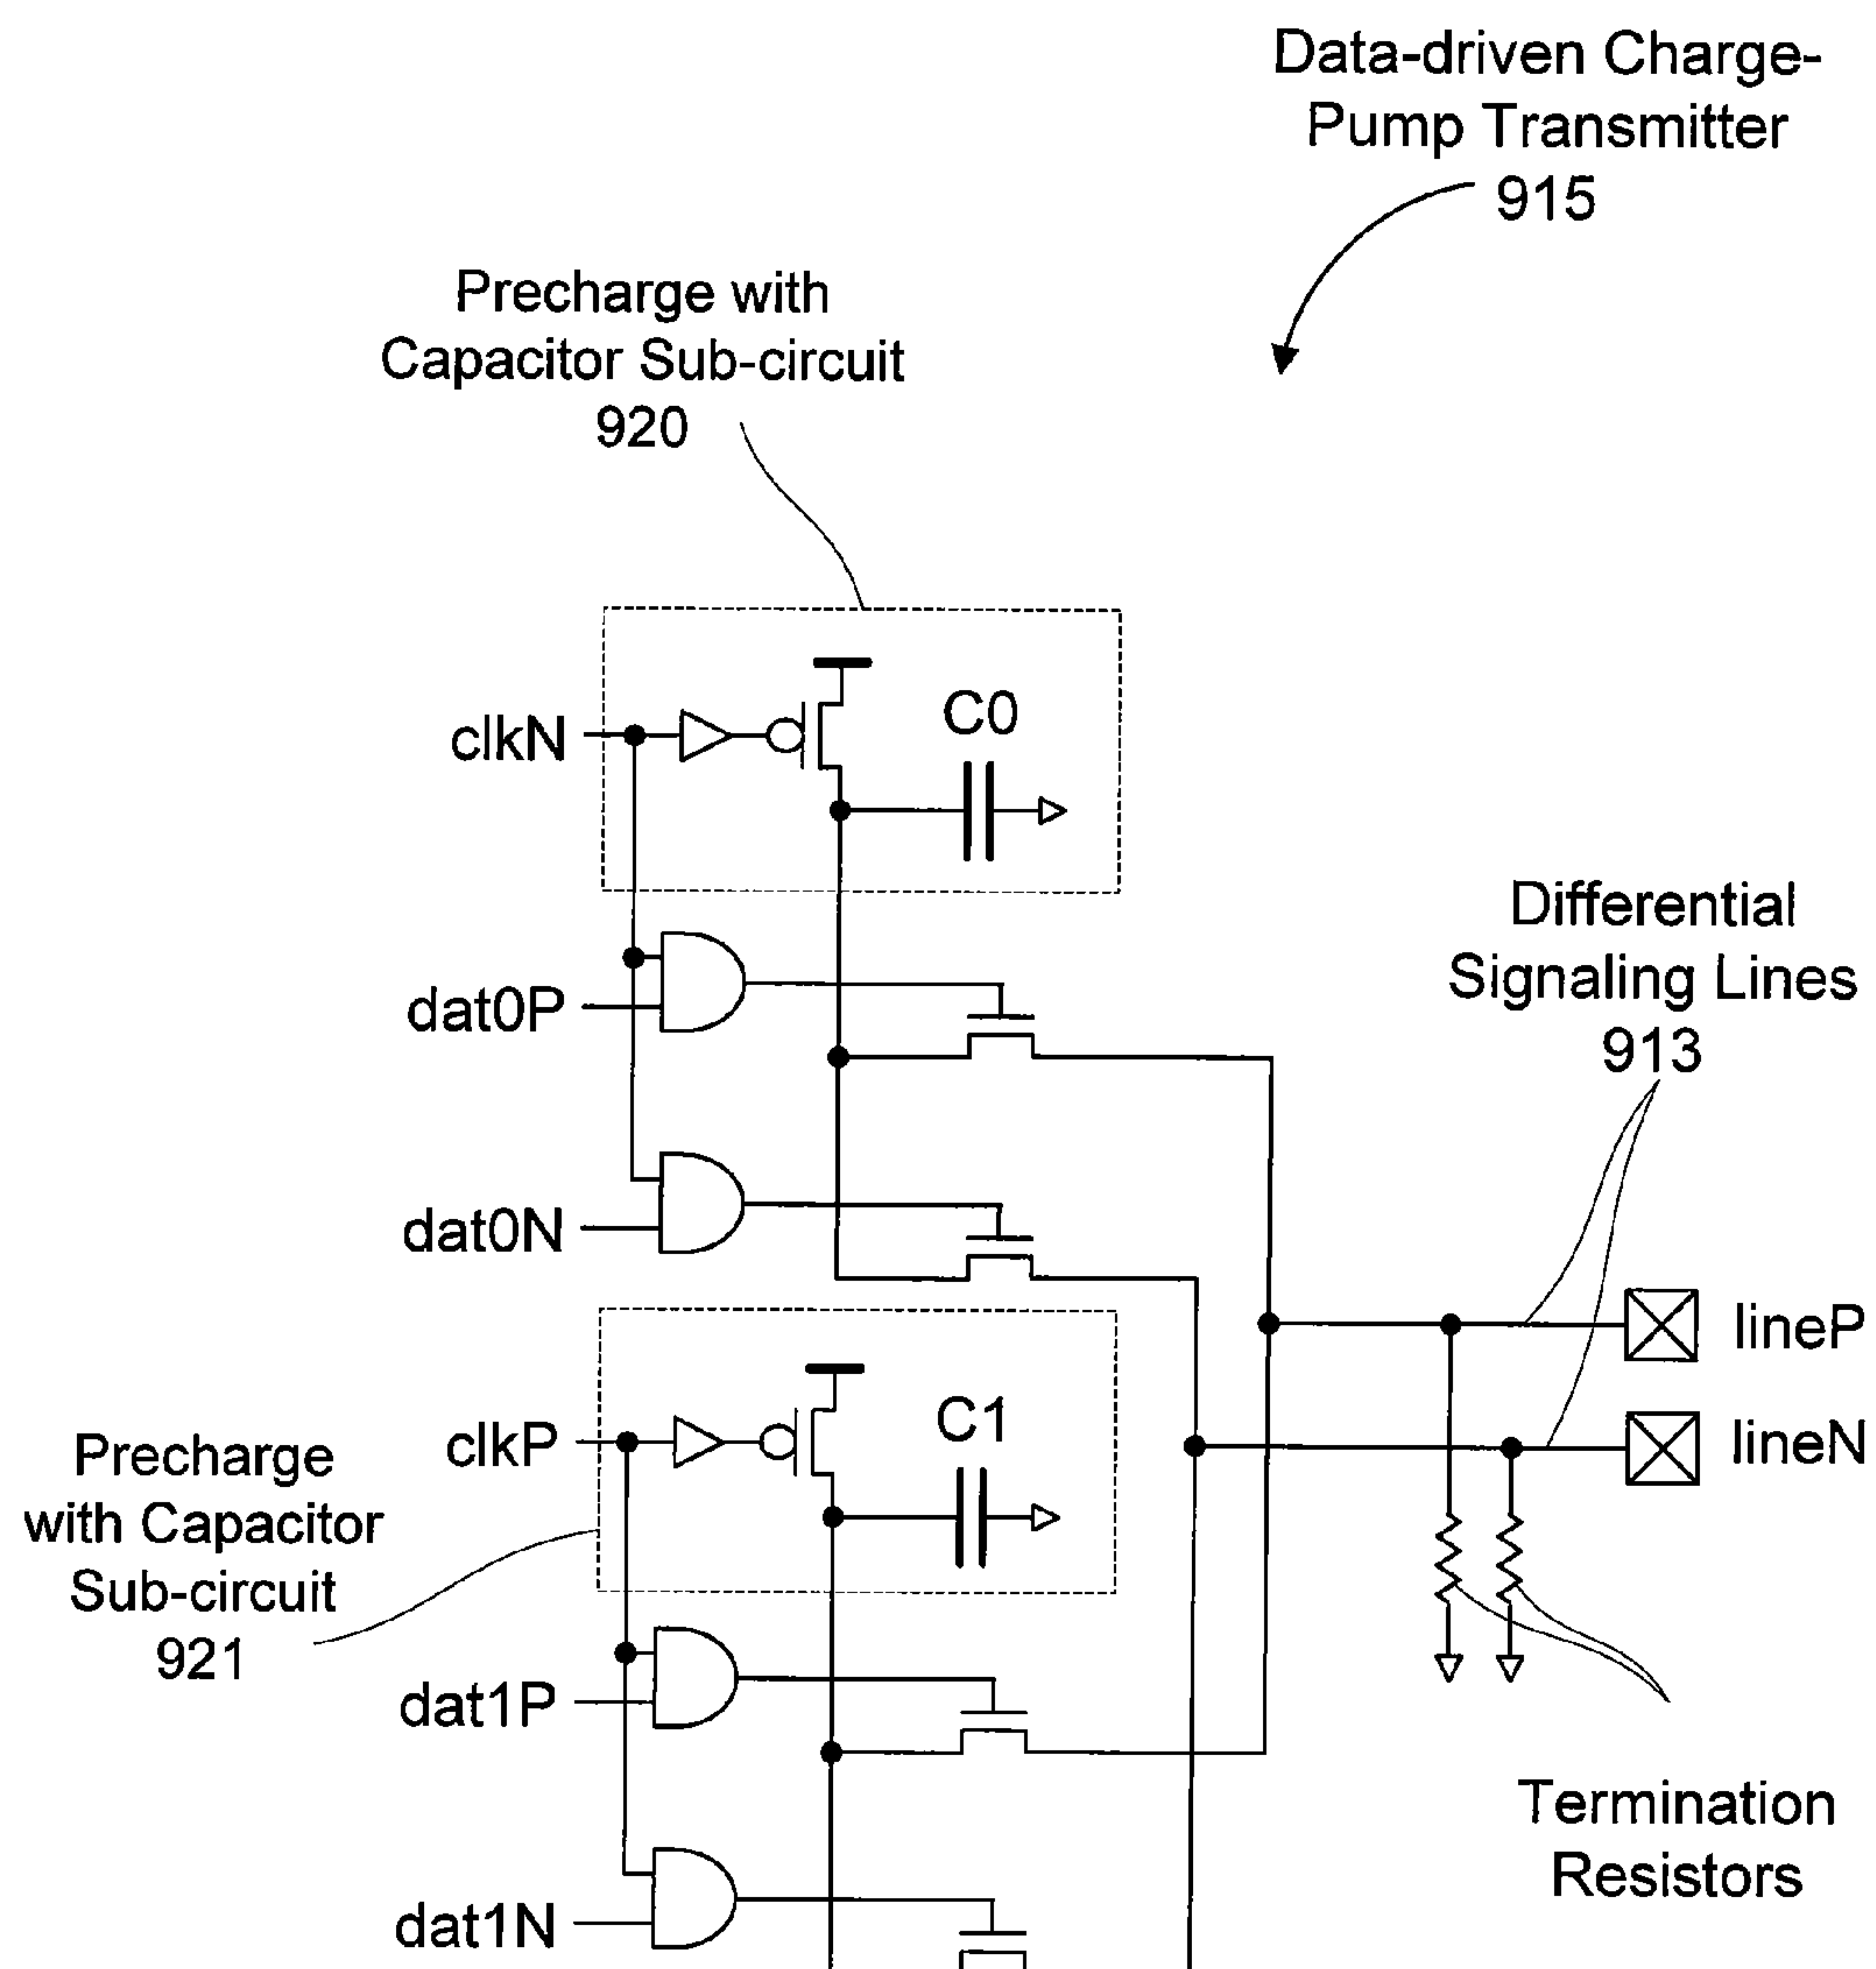 Data-driven Charge-
Pump Transmitter
915
Precharge with
Capacitor Sub-circuit
920
clkN
C0
dat0P
dat0N
Differential
Signaling Lines
913
lineP
lineN
clkP
C1
Precharge
with Capacitor
Sub-circuit
921
dat1P
dat1N
Termination
Resistors